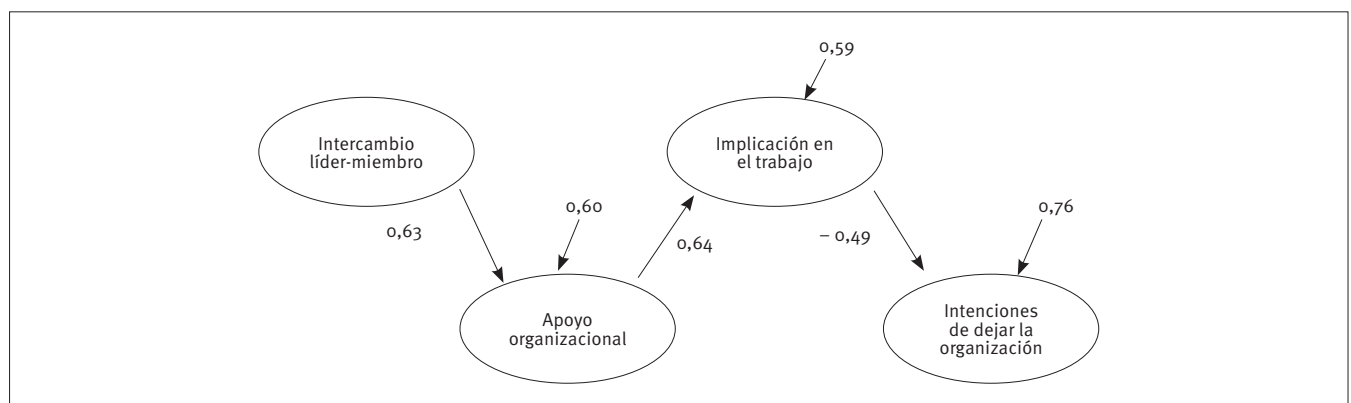 0,59
Intercambio
líder-miembro
Implicación en
el trabajo
0,60
0,76
0,63
0,64
– 0,49
Apoyo
organizacional
Intenciones
de dejar la
organización